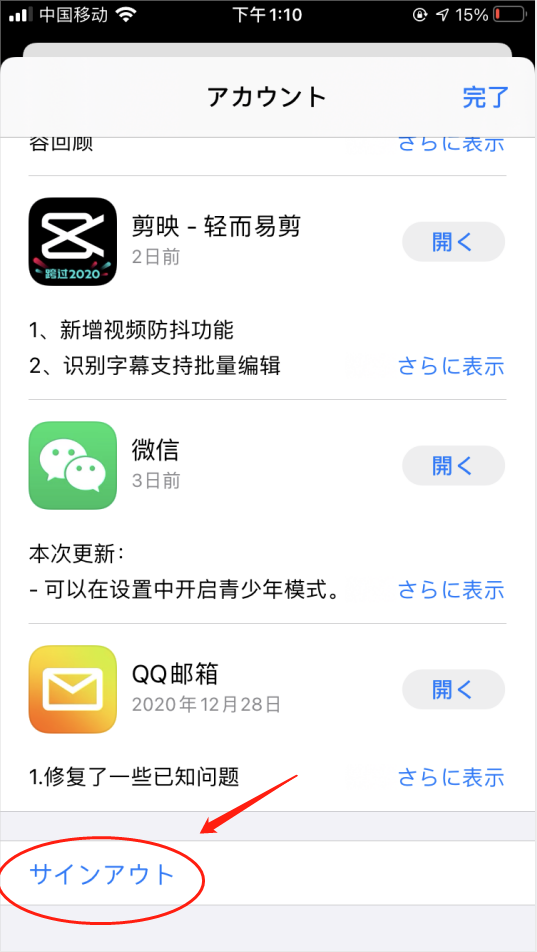 中国移动
下午1:10
15%
アカウント
完了
容回顾
さらに表示
剪映 - 轻而易剪
2日前
開く
跨过2020
1、新增视频防抖功能
2、识别字幕支持批量编辑
さらに表示
微信
3日前
開く
本次更新：
- 可以在设置中开启青少年模式。
さらに表示
QQ邮箱
2020年12月28日
開く
1.修复了一些已知问题
さらに表示
サインアウト